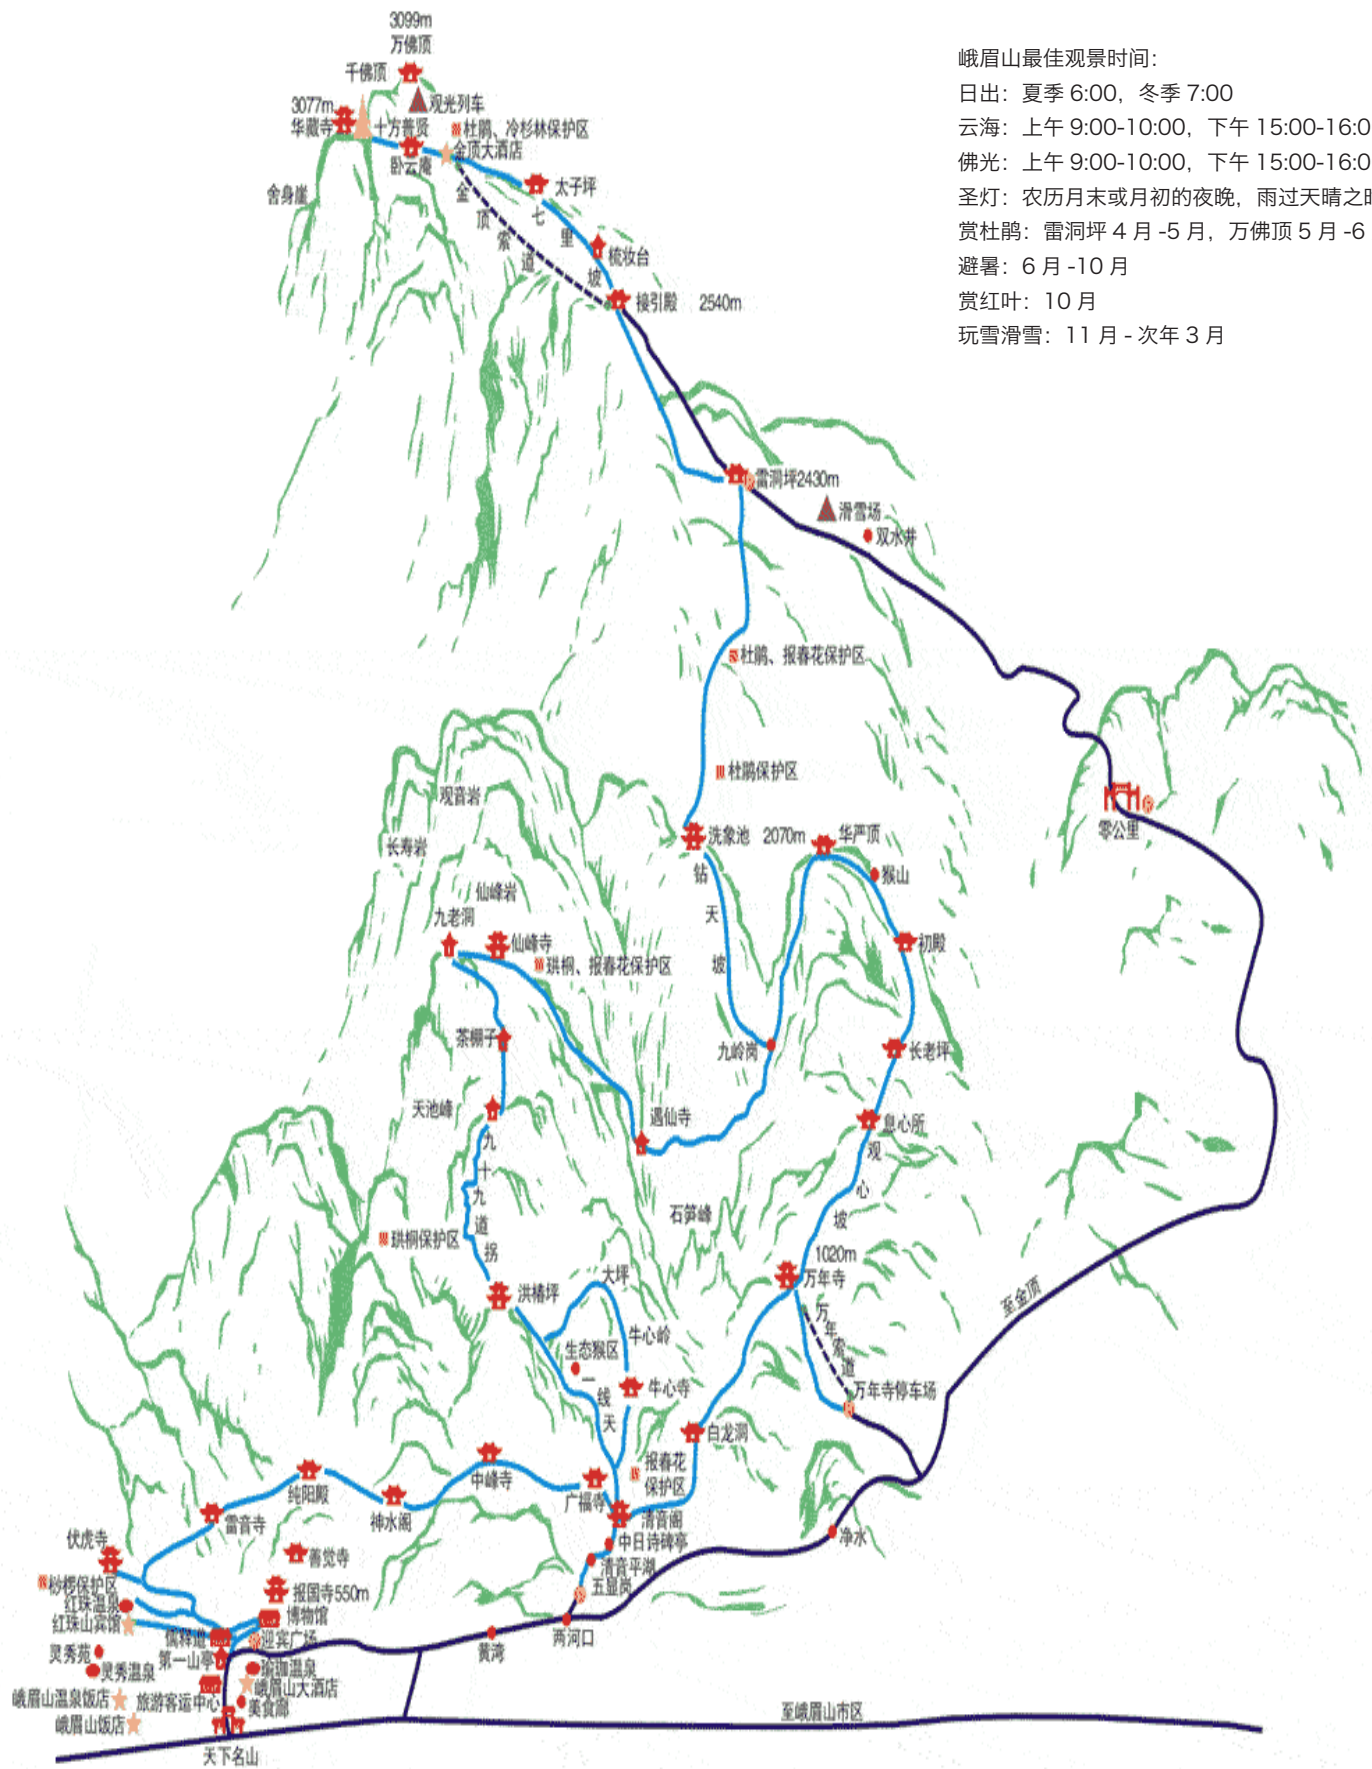 3099m
万佛顶
千佛顶
3077m
华藏寺
观光列车
十方普贤
杜鹃、冷杉林保护区
金顶大酒店
卧云庵
舍身崖
太子坪
金顶索道
七里坡
梳妆台
接引殿 2540m
峨眉山最佳观景时间：
日出：夏季 6:00，冬季 7:00
云海：上午 9:00-10:00，下午 15:00-16:0
佛光：上午 9:00-10:00，下午 15:00-16:0
圣灯：农历月末或月初的夜晚，雨过天晴之
赏杜鹃：雷洞坪 4 月 -5 月，万佛顶 5 月 -6
避暑：6 月 -10 月
赏红叶：10 月
玩雪滑雪：11 月 - 次年 3 月
雷洞坪2430m
滑雪场
双水井
杜鹃、报春花保护区
杜鹃保护区
零公里
洗象池 2070m
华严顶
猴山
钻天坡
初殿
观音岩
长寿岩
仙峰岩
九老洞
仙峰寺
珙桐、报春花保护区
茶棚子
九岭岗
长老坪
天池峰
遇仙寺
息心所
九十九道拐
观心坡
石笋峰
珙桐保护区
1020m
万年寺
洪椿坪
大坪
万年索道
至金顶
牛心岭
生态猴区
一线天
牛心寺
万年寺停车场
白龙洞
报春花
保护区
中峰寺
广福寺
纯阳殿
神水阁
清音阁
雷音寺
中日诗碑亭
净水
伏虎寺
善觉寺
清音平湖
桫椤保护区
报国寺550m
五显岗
红珠温泉
红珠山宾馆
博物馆
儒释道
迎宾广场
黄湾
两河口
灵秀苑
第一山亭
灵秀温泉
瑜珈温泉
峨眉山大酒店
峨眉山温泉饭店
旅游客运中心
美食廊
峨眉山饭店
至峨眉山市区
天下名山